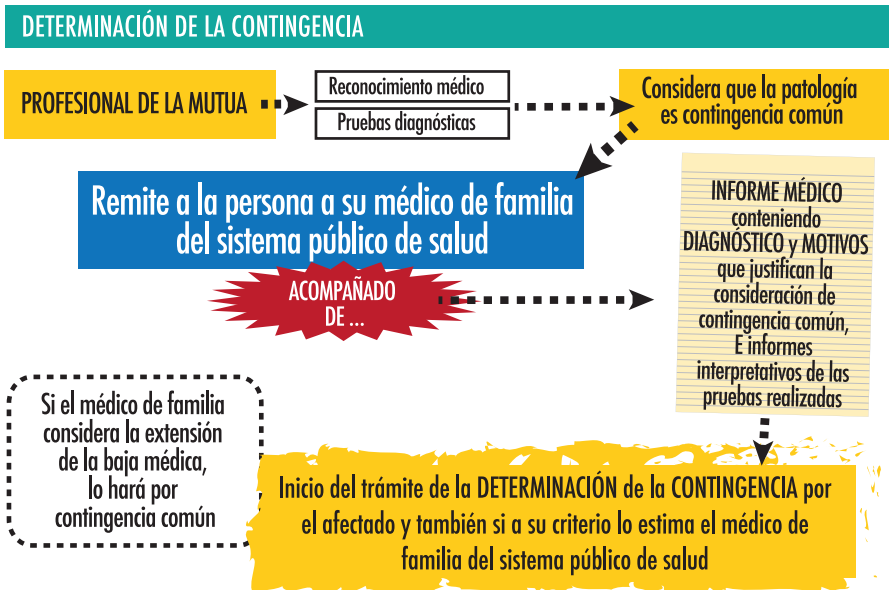 DETERMINACIÓN DE LA CONTINGENCIA
PROFESIONAL DE LA MUTUA
Reconocimiento médico
Pruebas diagnósticas
Considera que la patología
es contingencia común
Remite a la persona a su médico de familia
del sistema público de salud
ACOMPAÑADO
DE ...
INFORME MÉDICO
conteniendo
DIAGNÓSTICO y MOTIVOS
que justifican la
consideración de
contingencia común,
E informes
interpretativos de las
pruebas realizadas
Si el médico de familia
considera la extensión
de la baja médica,
lo hará por
contingencia común
Inicio del trámite de la DETERMINACIÓN de la CONTINGENCIA por
el afectado y también si a su criterio lo estima el médico de
familia del sistema público de salud